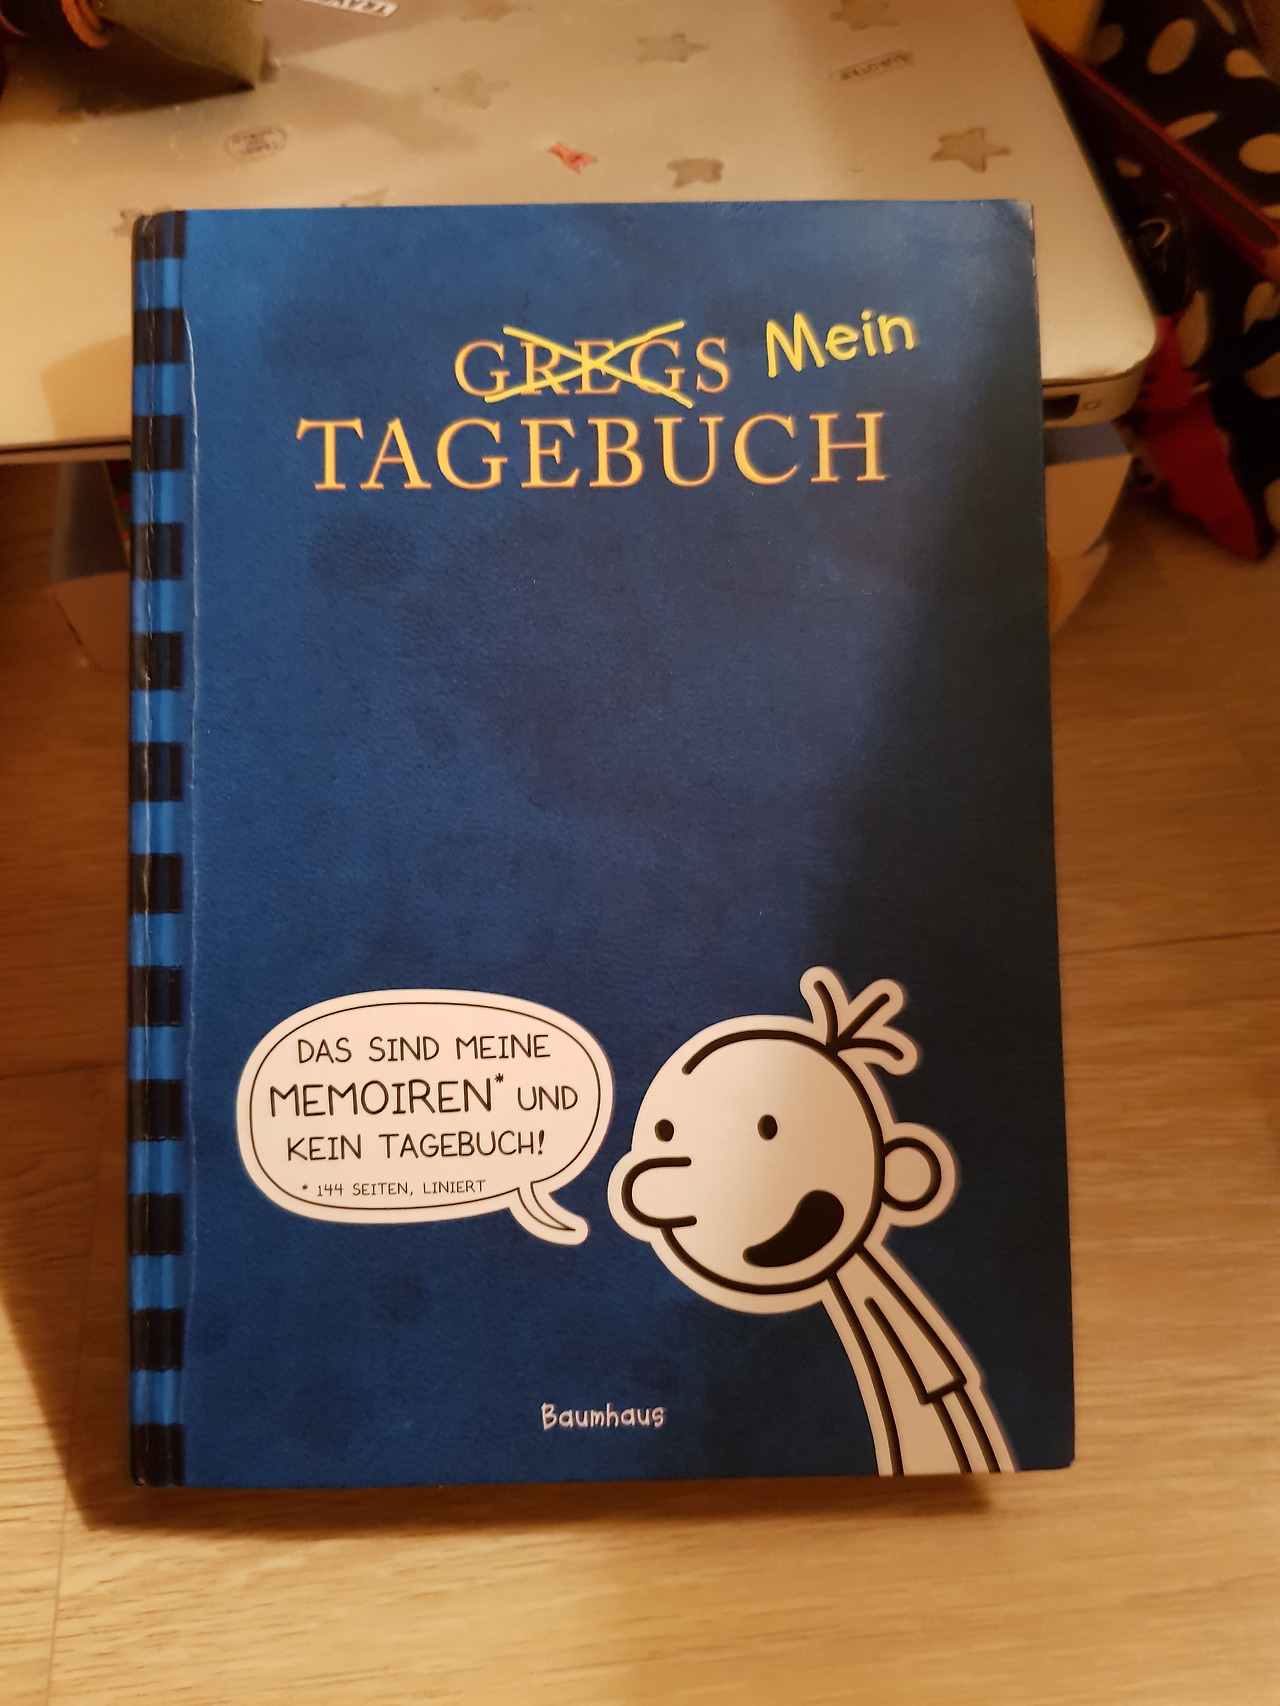 GREGS Mein
TAGEBUCH
DAS SIND MEINE
MEMOIREN* UND
KEIN TAGEBUCH!
* 144 SEITEN, LINIERT
Baumhaus